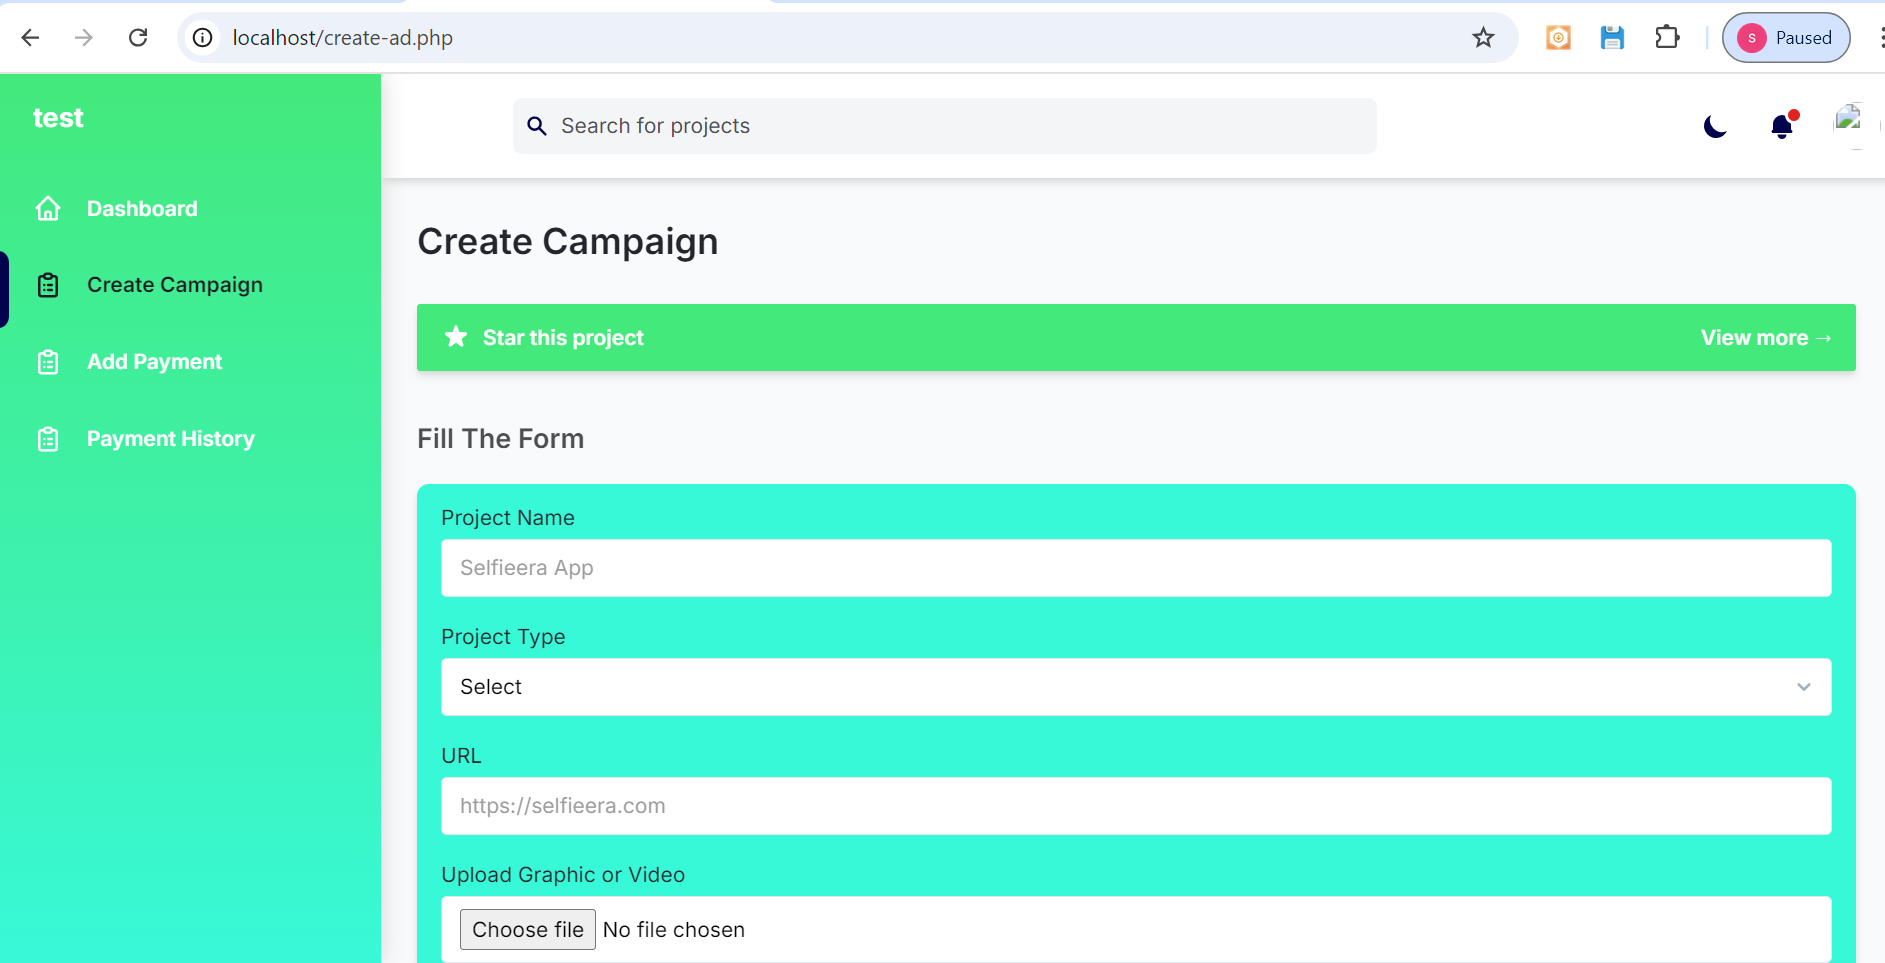 localhost/create-ad.php
S
Paused
test
Search for projects
Dashboard
Create Campaign
Add Payment
Payment History
Create Campaign
Star this project
View more →
Fill The Form
Project Name
Selfieera App
Project Type
Select
URL
https://selfieera.com
Upload Graphic or Video
Choose file No file chosen